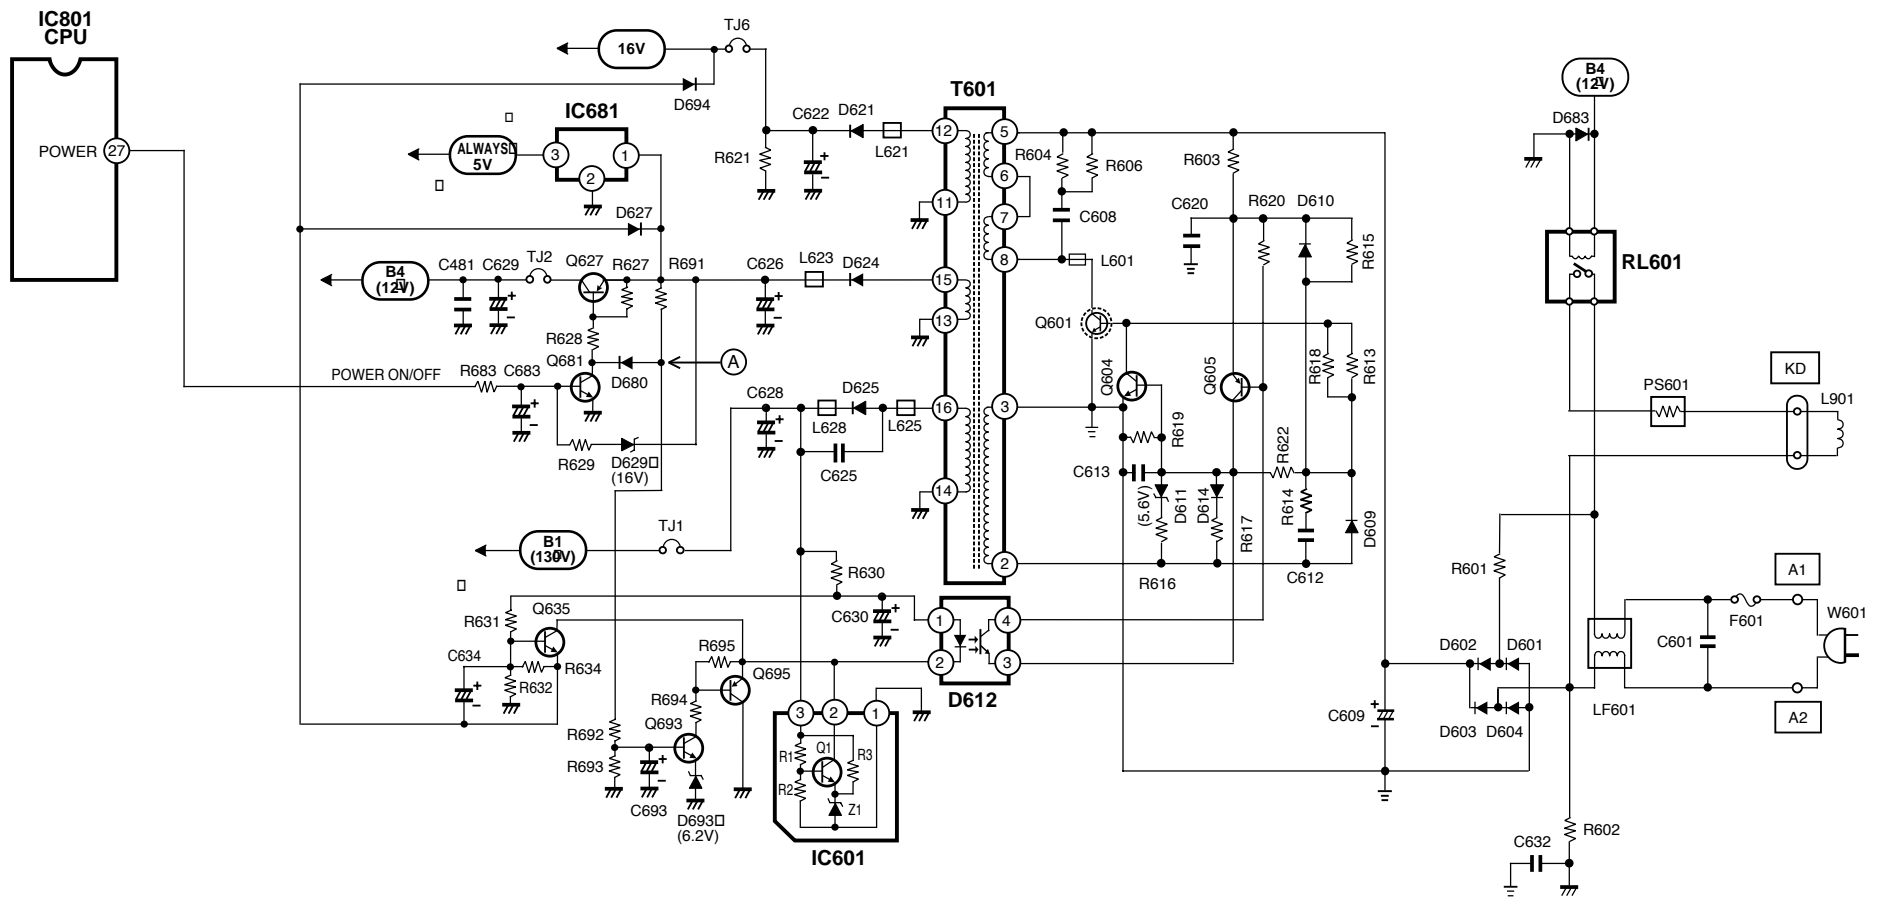 IC801
CPU
POWER
27
16V
TJ6
D694
IC681
ALWAYS
5V
3
1
2
D627
C622
D621
L621
R621
T601
12
11
15
13
16
14
5
6
7
8
3
2
R604
R606
C608
L601
R603
C620
R620
D610
R615
B4
(12V)
D683
RL601
B4
(12V)
C481
C629
TJ2
Q627
R627
R691
C626
L623
D624
R628
Q681
D680
A
POWER ON/OFF
R683
C683
R629
D629
(16V)
C628
D625
L628
L625
C625
Q601
Q604
Q605
R618
R613
R619
R622
C613
(5.6V)
D611
D614
R617
R614
D609
R616
C612
KD
PS601
L901
B1
(130V)
TJ1
R630
C630
R631
Q635
C634
R634
R632
R695
Q695
R694
Q693
R692
R693
C693
D693
(6.2V)
1
2
4
3
D612
3
2
1
R1
Q1
R3
R2
Z1
IC601
R601
D602
D601
D603
D604
C609
LF601
C601
F601
A1
W601
A2
R602
C632